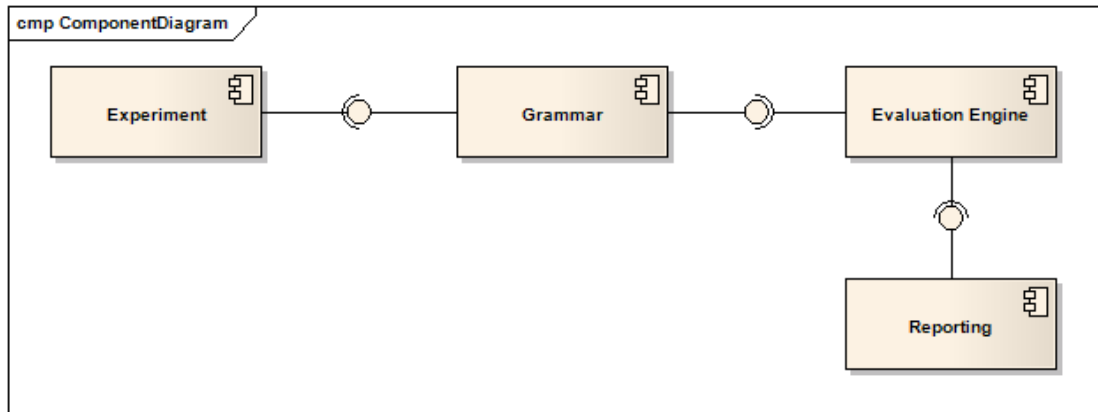 cmp ComponentDiagram
Experiment
Grammar
Evaluation Engine
Reporting